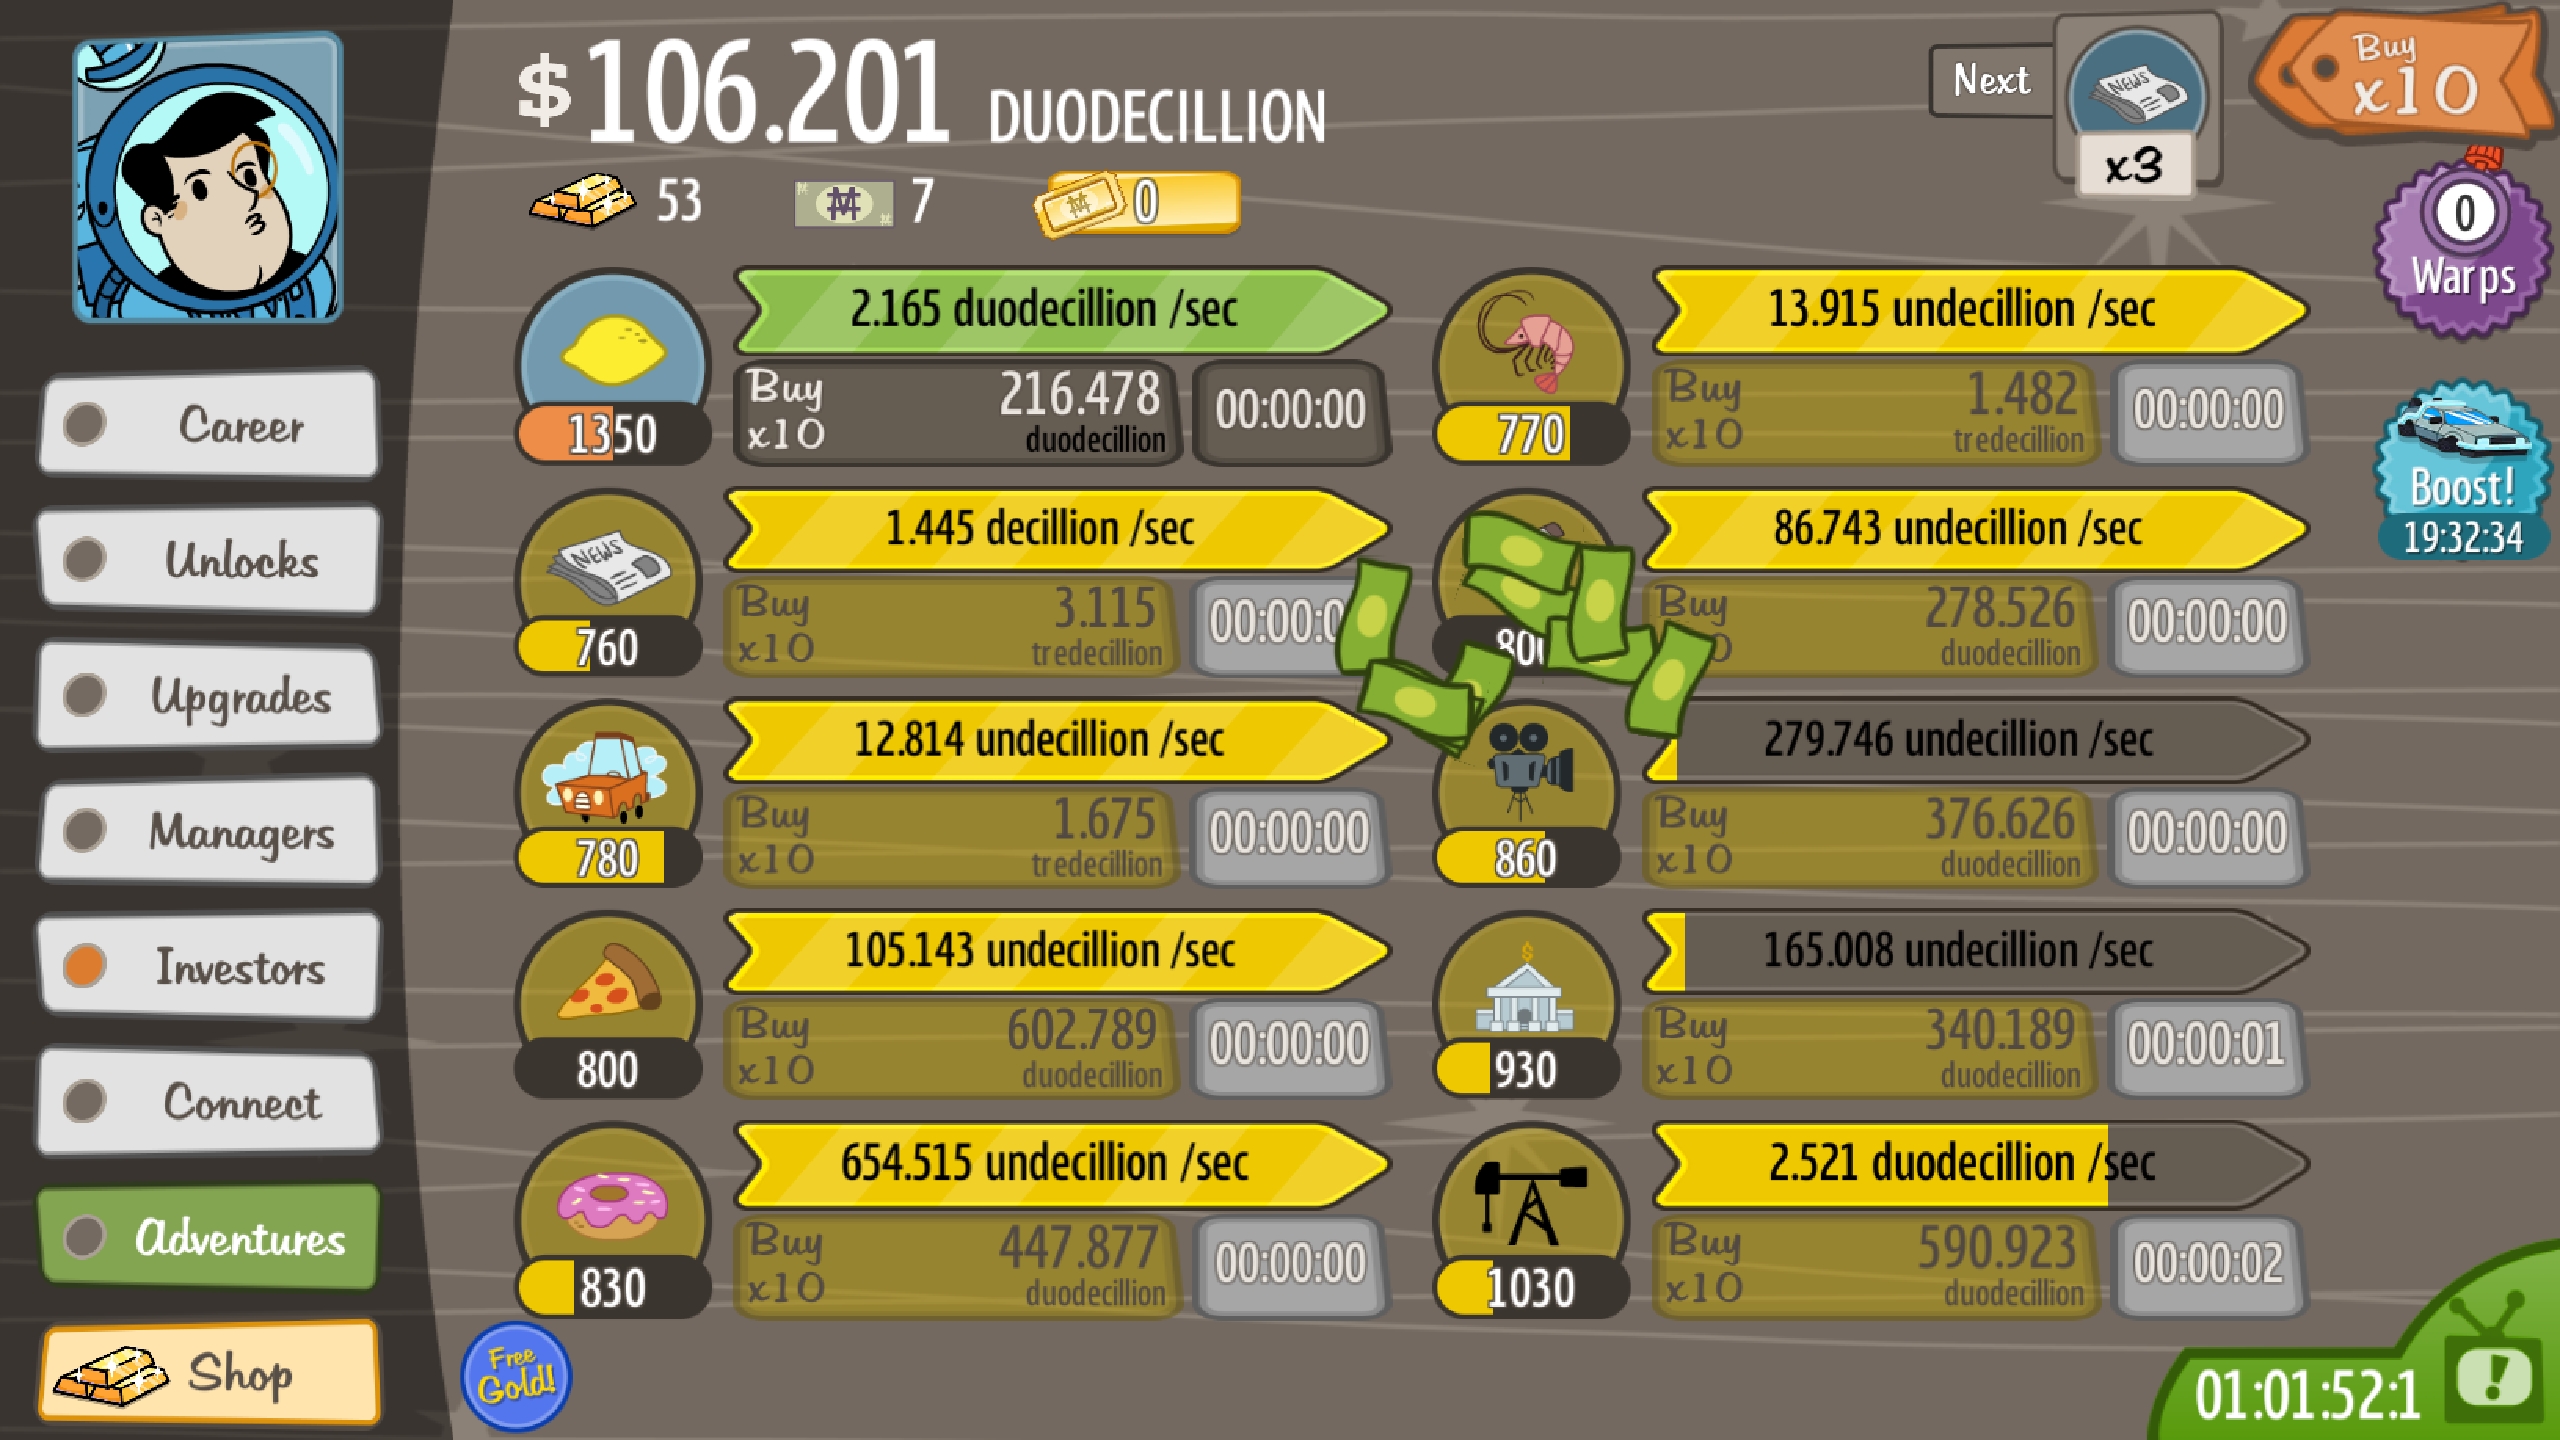 $106.201 DUODECILLION
53
7
0
Next
NEWS
x3
Buy
x10
0
Warps
Boost!
19:32:34
Career
Unlocks
Upgrades
Managers
Investors
Connect
Adventures
Shop
2.165 duodecillion /sec
1350
Buy
x10
216.478
duodecillion
00:00:00
NEWS
1.445 decillion /sec
760
Buy
x10
3.115
tredecillion
12.814 undecillion /sec
780
Buy
x10
1.675
tredecillion
00:00:00
105.143 undecillion /sec
800
Buy
x10
602.789
duodecillion
00:00:00
654.515 undecillion /sec
830
Buy
x10
447.877
duodecillion
00:00:00
13.915 undecillion /sec
770
Buy
x10
1.482
tredecillion
00:00:00
86.743 undecillion /sec
Buy
278.526
duodecillion
00:00:00
279.746 undecillion /sec
860
Buy
x10
376.626
duodecillion
00:00:00
165.008 undecillion /sec
930
Buy
x10
340.189
duodecillion
00:00:01
2.521 duodecillion /sec
1030
Buy
x10
590.923
duodecillion
00:00:02
Free
Gold!
01:01:52:1
!